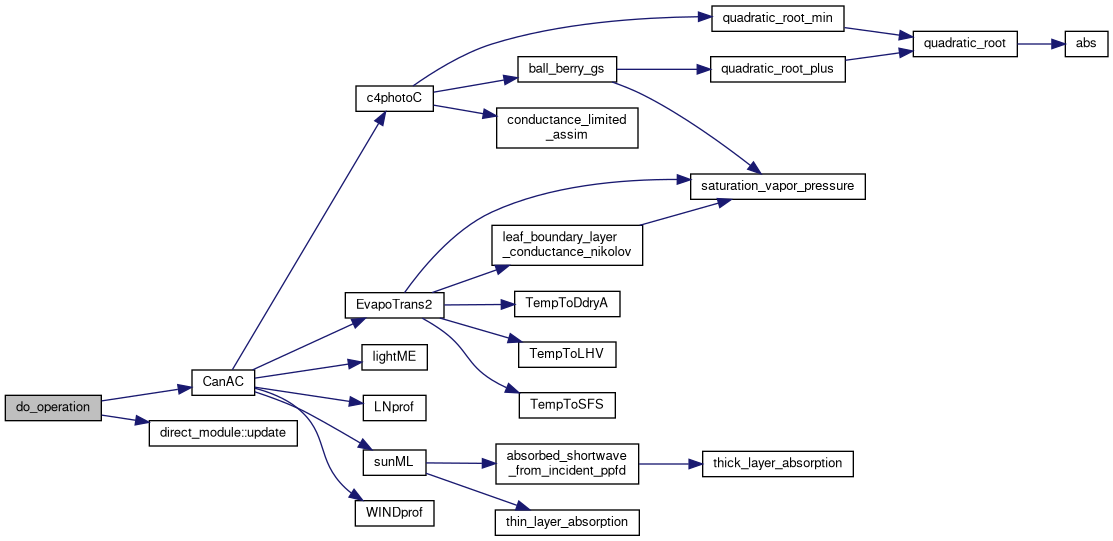 quadratic_root_min
quadratic_root
abs
ball_berry_gs
quadratic_root_plus
c4photoC
conductance_limited
_assim
saturation_vapor_pressure
leaf_boundary_layer
_conductance_nikolov
EvapoTrans2
TempToDdryA
TempToLHV
lightME
CanAC
TempToSFS
do_operation
LNprof
direct_module::update
sunML
absorbed_shortwave
_from_incident_ppfd
thick_layer_absorption
WINDprof
thin_layer_absorption